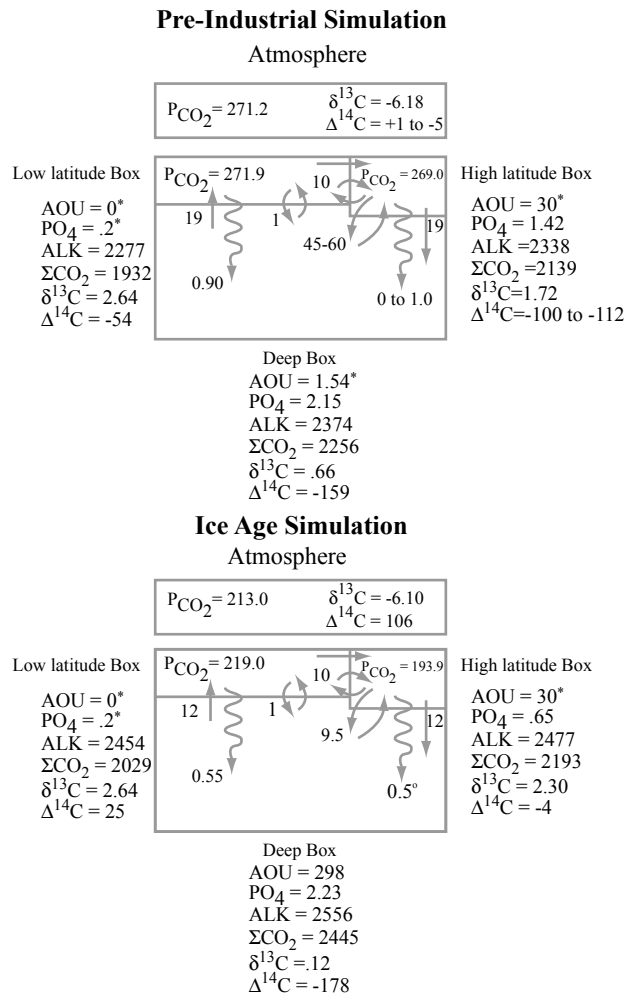 Pre-Industrial Simulation
Atmosphere
P_CO₂ = 271.2
δ¹³C = -6.18
Δ¹⁴C = +1 to -5
Low latitude Box
AOU = 0*
PO₄ = .2*
ALK = 2277
ΣCO₂ = 1932
δ¹³C = 2.64
Δ¹⁴C = -54
P_CO₂ = 271.9
10
P_CO₂ = 269.0
19
1
19
45-60
0.90
0 to 1.0
High latitude Box
AOU = 30*
PO₄ = 1.42
ALK=2338
ΣCO₂ = 2139
δ¹³C=1.72
Δ¹⁴C=-100 to -112
Deep Box
AOU = 1.54*
PO₄ = 2.15
ALK = 2374
ΣCO₂ = 2256
δ¹³C = .66
Δ¹⁴C = -159
Ice Age Simulation
Atmosphere
P_CO₂ = 213.0
δ¹³C = -6.10
Δ¹⁴C = 106
Low latitude Box
AOU = 0*
PO₄ = .2*
ALK = 2454
ΣCO₂ = 2029
δ¹³C = 2.64
Δ¹⁴C = 25
P_CO₂ = 219.0
10
P_CO₂ = 193.9
12
1
12
9.5
0.55
0.5°
High latitude Box
AOU = 30*
PO₄ = .65
ALK = 2477
ΣCO₂ = 2193
δ¹³C = 2.30
Δ¹⁴C = -4
Deep Box
AOU = 298
PO₄ = 2.23
ALK = 2556
ΣCO₂ = 2445
δ¹³C =.12
Δ¹⁴C = -178